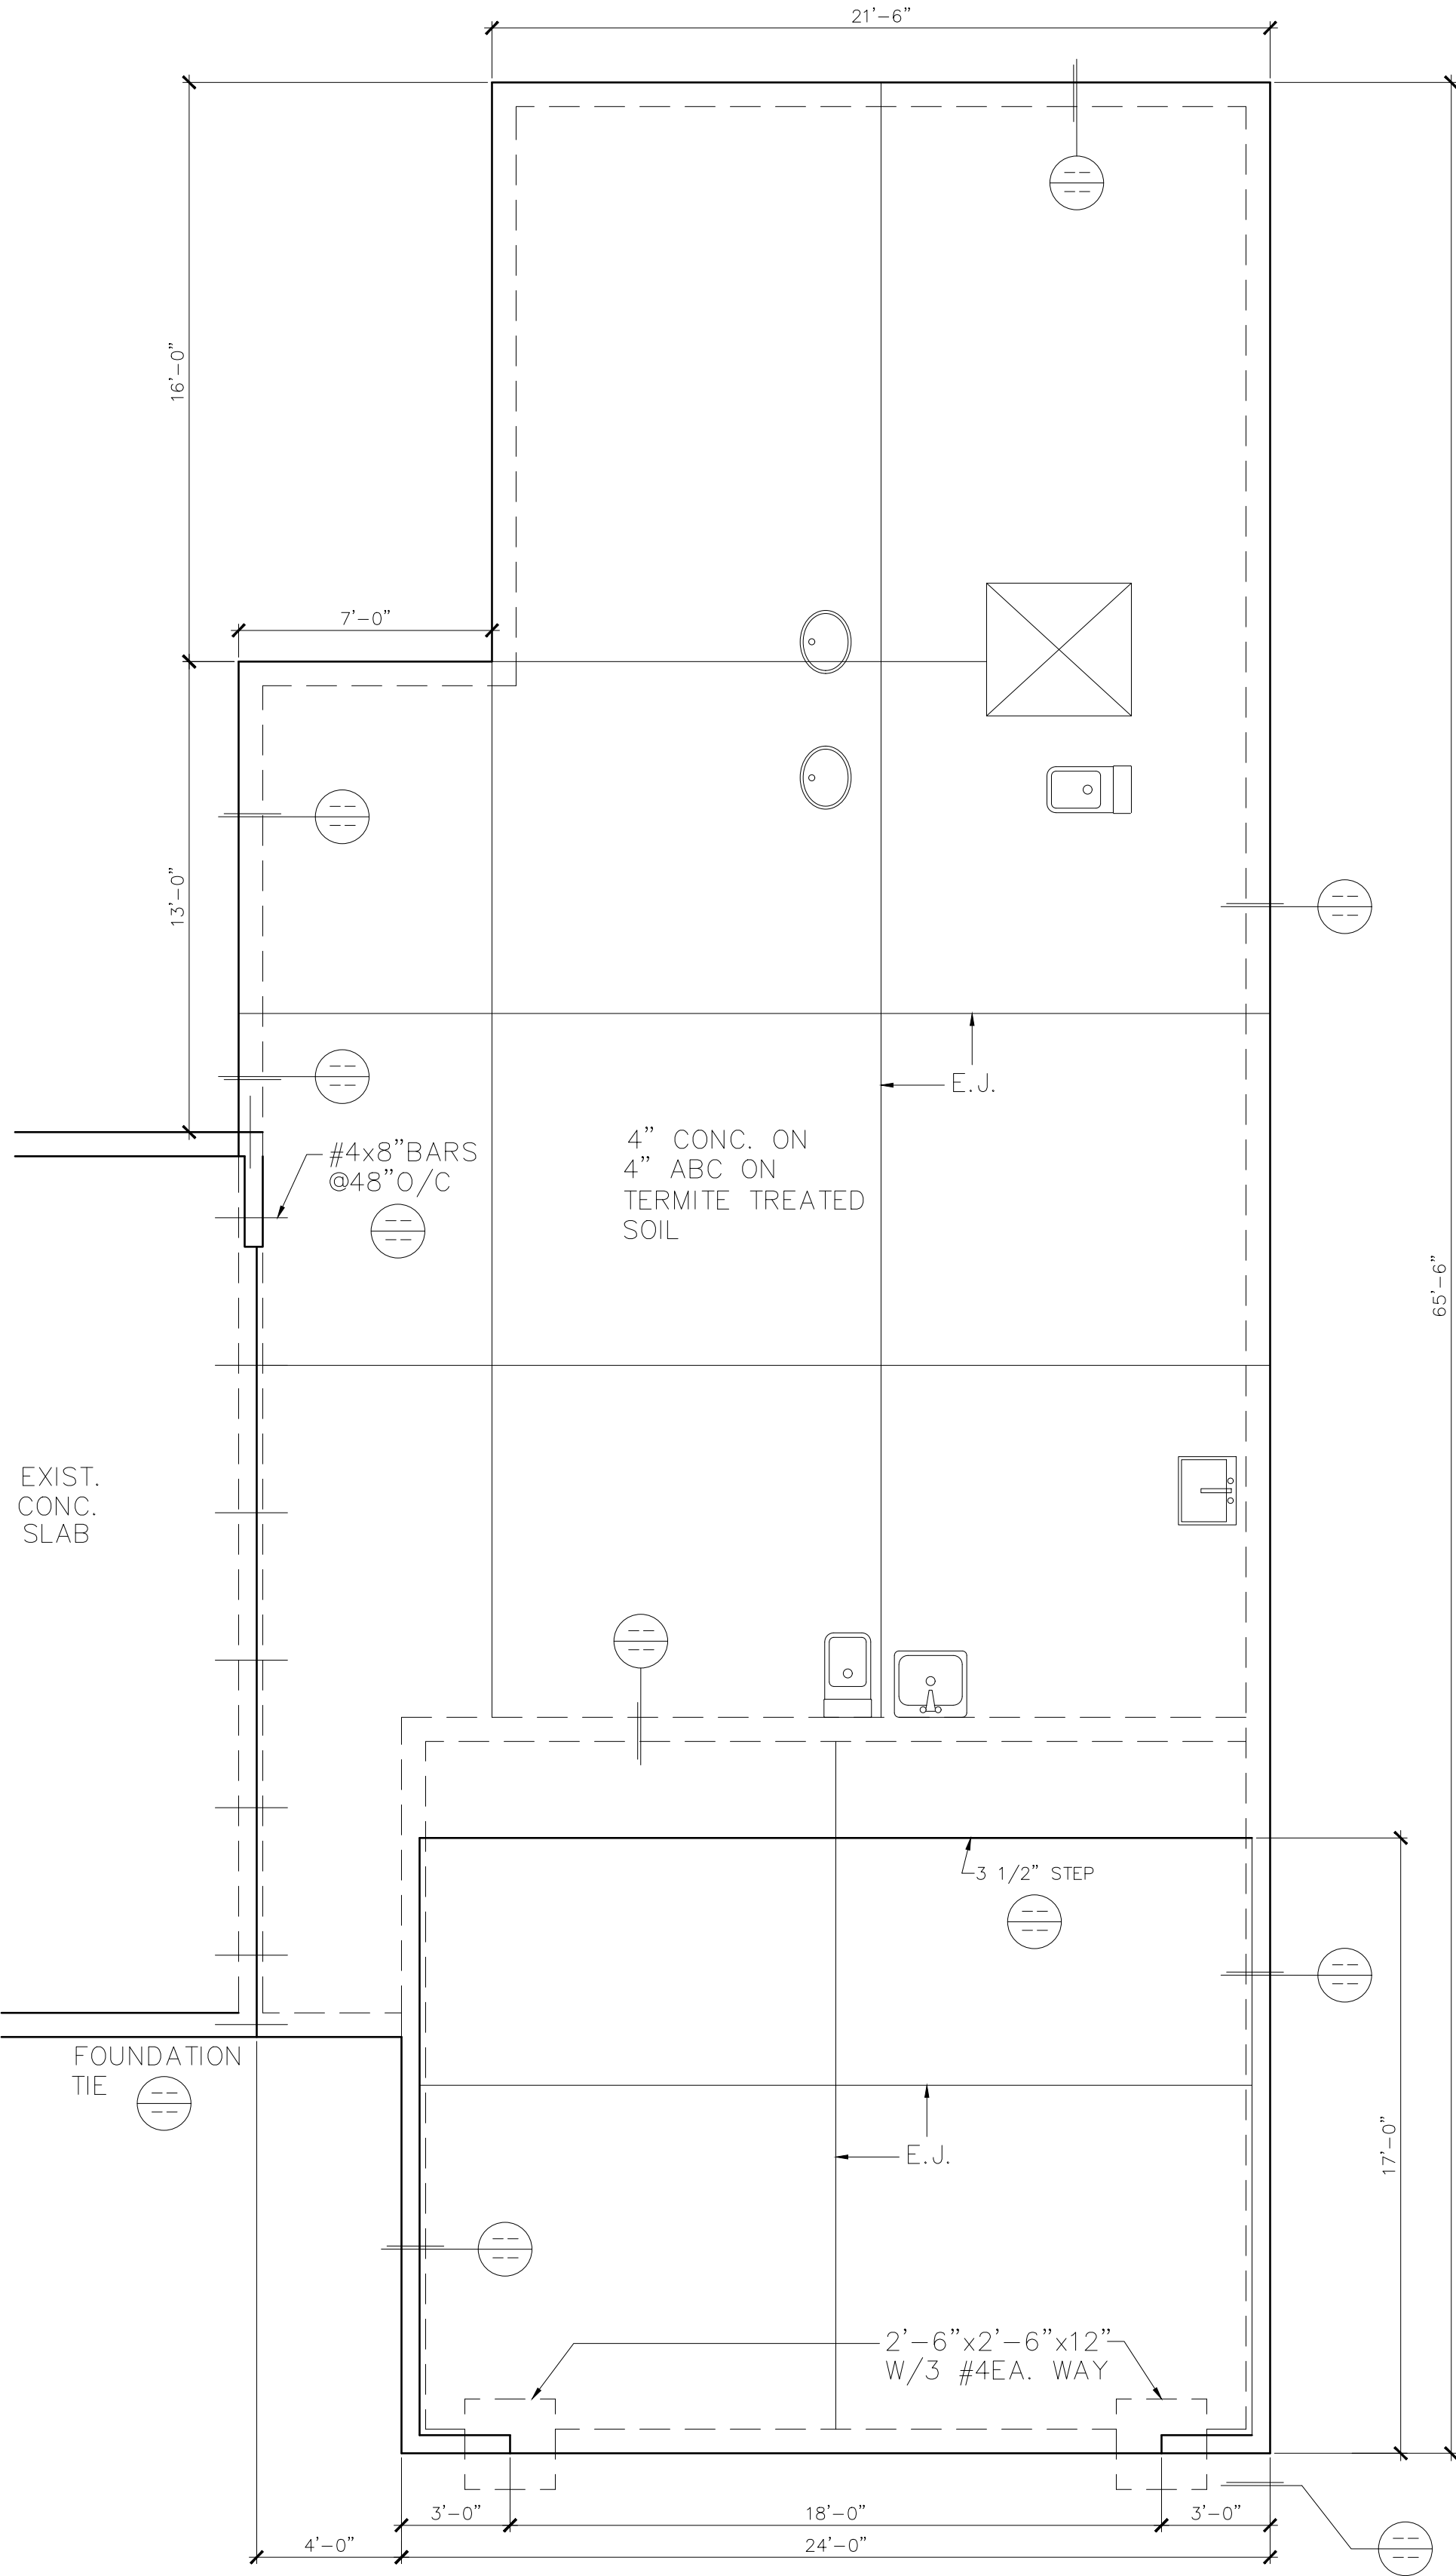 21'-6"
16'-0"
7'-0"
13'-0"
E.J.
#4x8"BARS
@48"O/C
4" CONC. ON
4" ABC ON
TERMITE TREATED
SOIL
65'-6"
EXIST.
CONC.
SLAB
3 1/2" STEP
FOUNDATION
TIE
E.J.
17'-0"
2'-6"x2'-6"x12"
W/3 #4EA. WAY
3'-0"
18'-0"
3'-0"
4'-0"
24'-0"